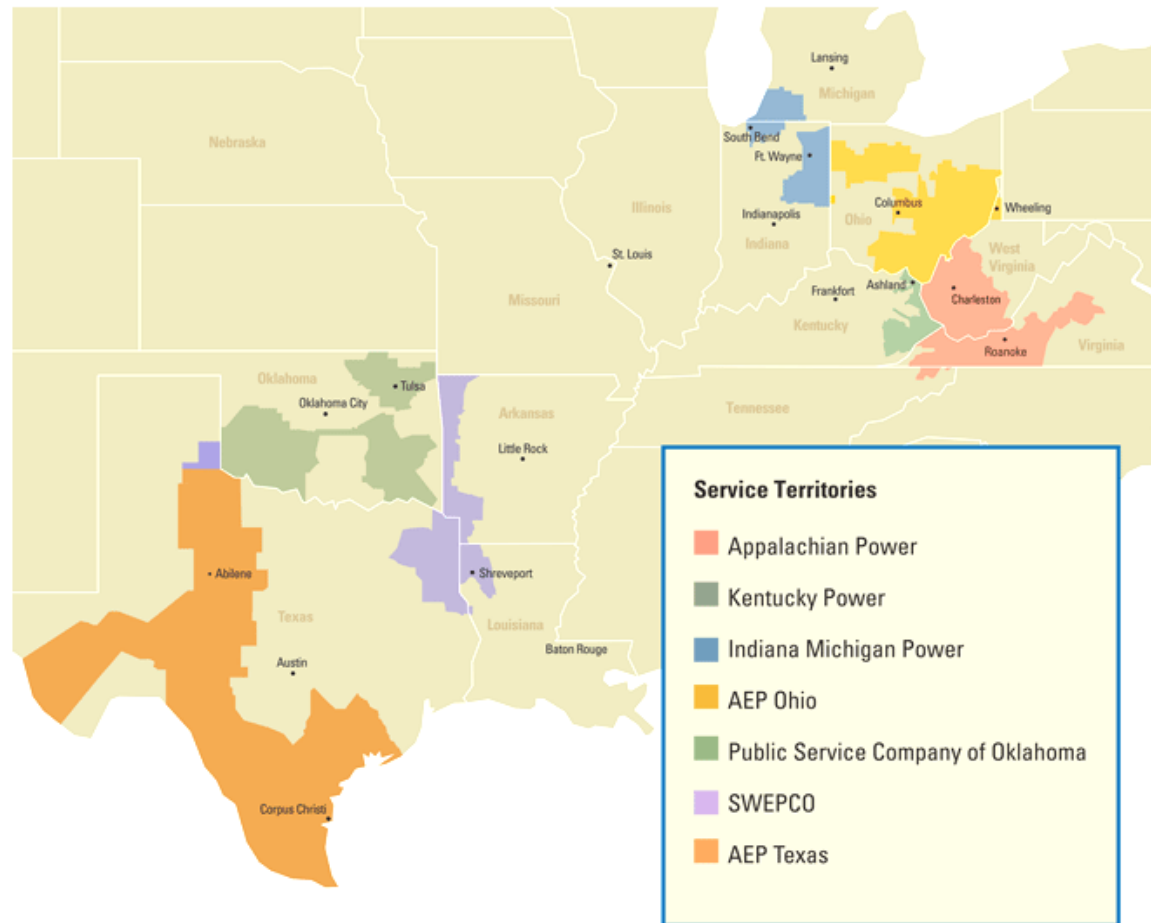 Lansing
Michigan
Nebraska
South Bend
Ft. Wayne
Illinois
Columbus
Wheeling
Indianapolis
Ohio
Indiana
West
Virginia
St. Louis
Ashland
Frankfort
Charleston
Missouri
Kentucky
Roanoke
Virginia
Oklahoma
Tulsa
Oklahoma City
Arkansas
Tennessee
Little Rock
Abilene
Shreveport
Texas
Louisiana
Baton Rouge
Austin
Corpus Christi
Service Territories
Appalachian Power
Kentucky Power
Indiana Michigan Power
AEP Ohio
Public Service Company of Oklahoma
SWEPCO
AEP Texas